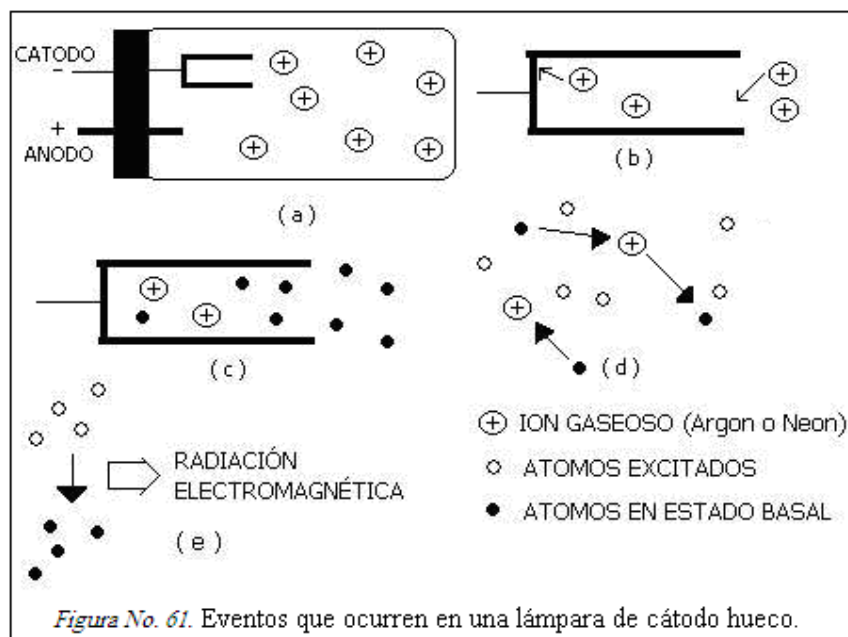 CATODO
−
+
ANODO
(a)
(b)
(c)
(d)
RADIACIÓN
ELECTROMAGNÉTICA
(e)
ION GASEOSO (Argon o Neon)
ATOMOS EXCITADOS
ATOMOS EN ESTADO BASAL
Figura No. 61. Eventos que ocurren en una lámpara de cátodo hueco.